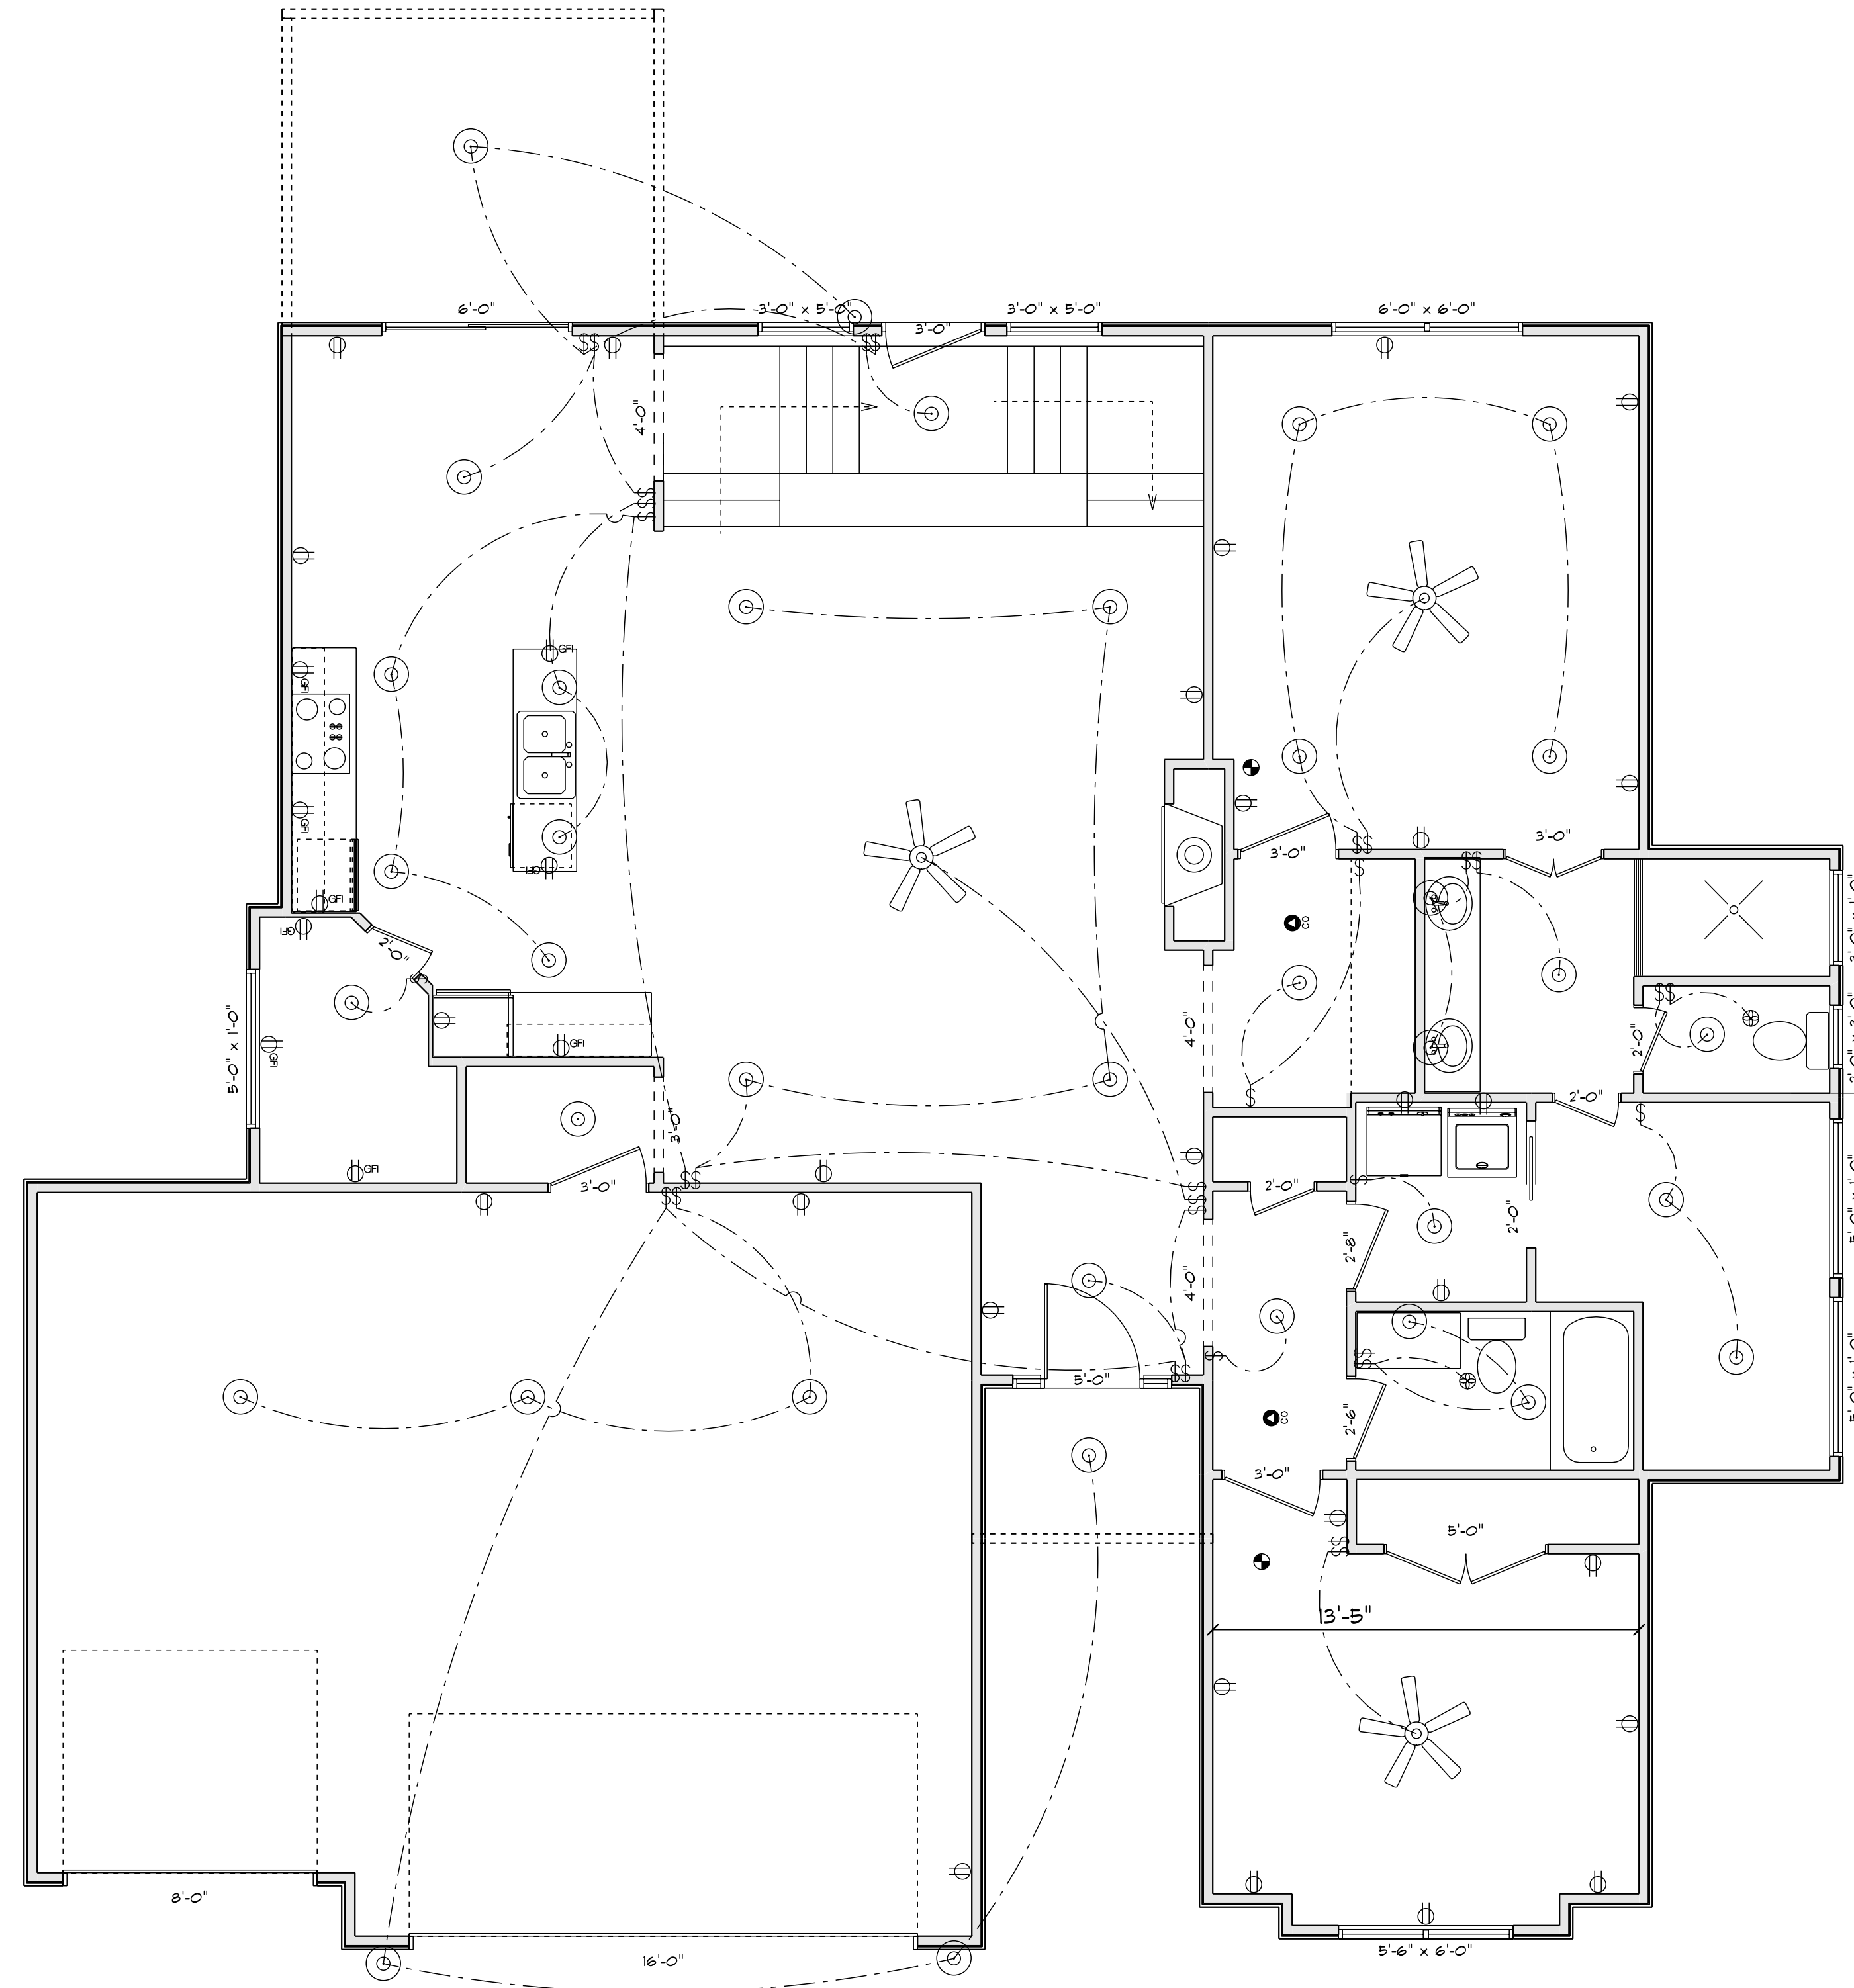 6'-0"
3'-0" x 5'-0"
3'-0"
3'-0" x 5'-0"
6'-0" x 6'-0"
4'-0"
GFI
GFI
GFI
GFI
GFI
GFI
2'-0"
3'-0"
3'-0"
CO
4'-0"
2'-0"
5'-0" x 1'-0"
GFI
GFI
GFI
3'-0"
3'-0"
2'-0"
2'-0"
2'-0"
2'-8"
4'-0"
5'-0"
2'-6"
CO
3'-0"
5'-0"
13'-5"
8'-0"
16'-0"
5'-6" x 6'-0"